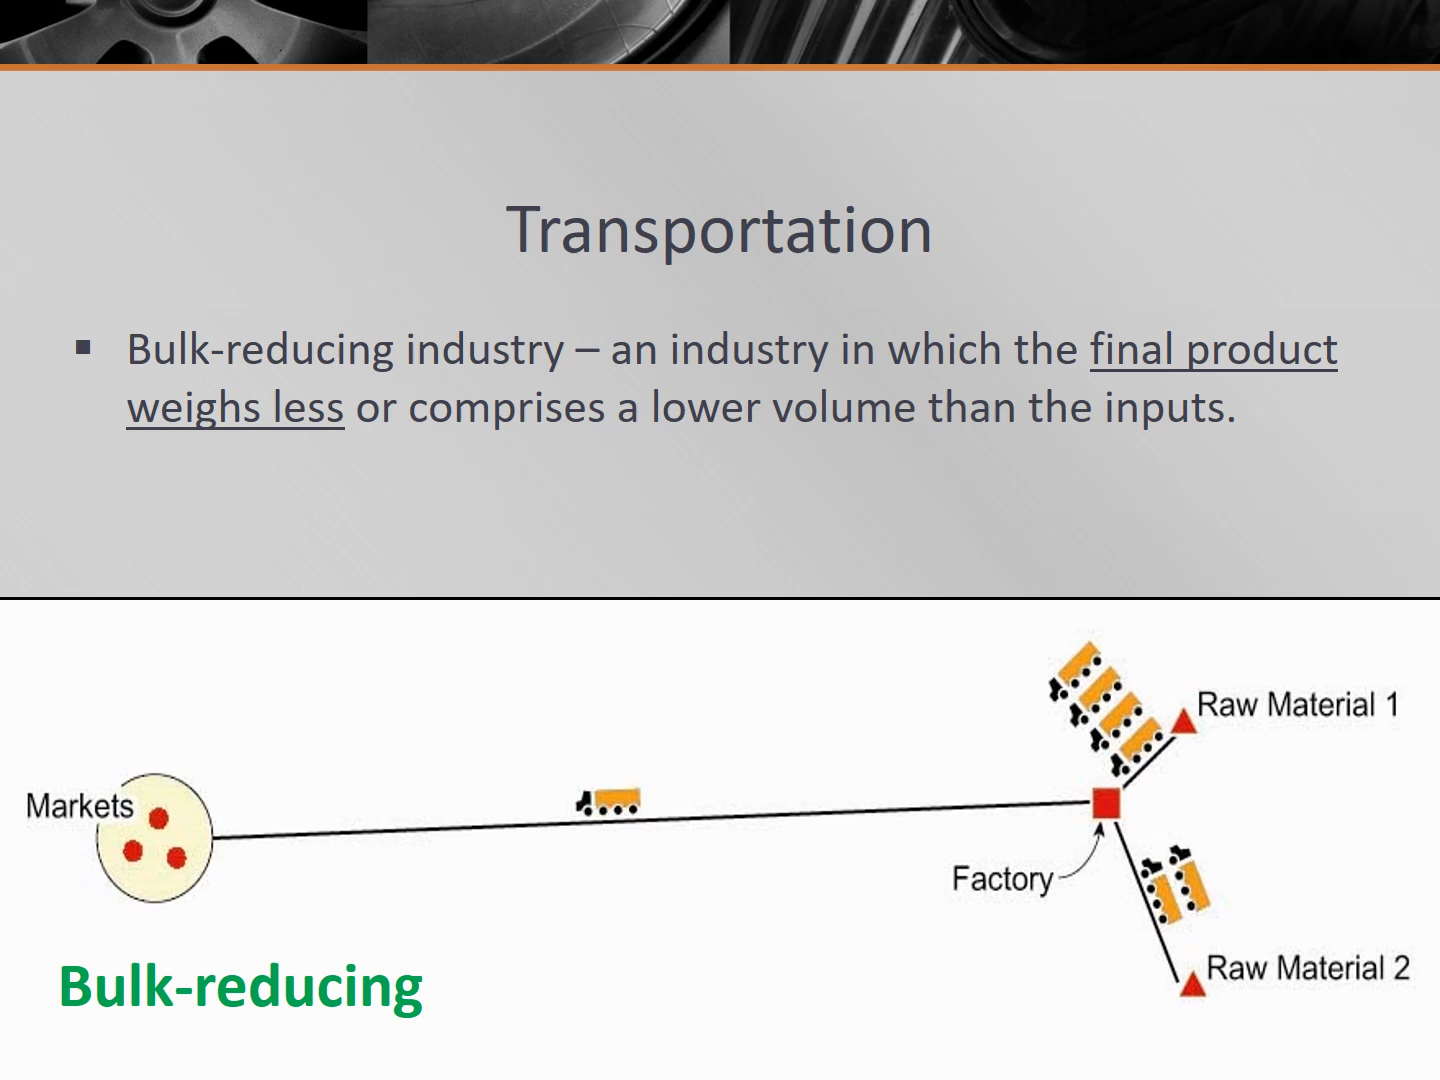 Transportation
▪ Bulk-reducing industry – an industry in which the final product
weighs less or comprises a lower volume than the inputs.
Raw Material 1
Markets
Factory
Raw Material 2
Bulk-reducing